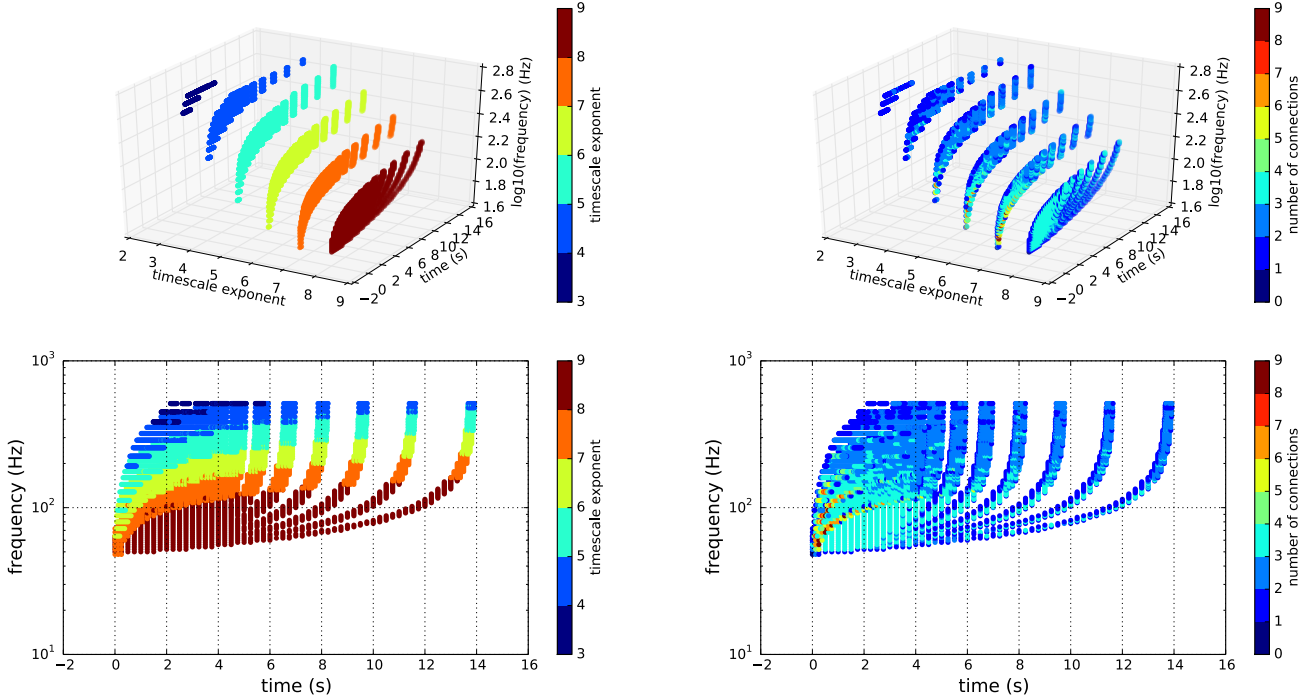 9
8
7
6
5
4
3
timescale exponent
2.8
2.6
2.4
2.2
2.0
1.8
1.6
log10(frequency) (Hz)
2 3 4 5 6 7 8 9
timescale exponent
−2 0 2 4 6 8 10 12 14 16
time (s)
9
8
7
6
5
4
3
2
1
0
number of connections
2.8
2.6
2.4
2.2
2.0
1.8
1.6
log10(frequency) (Hz)
2 3 4 5 6 7 8 9
timescale exponent
−2 0 2 4 6 8 10 12 14 16
time (s)
10³
10²
10¹
frequency (Hz)
−2 0 2 4 6 8 10 12 14 16
time (s)
9
8
7
6
5
4
3
timescale exponent
10³
10²
10¹
frequency (Hz)
−2 0 2 4 6 8 10 12 14 16
time (s)
9
8
7
6
5
4
3
2
1
0
number of connections